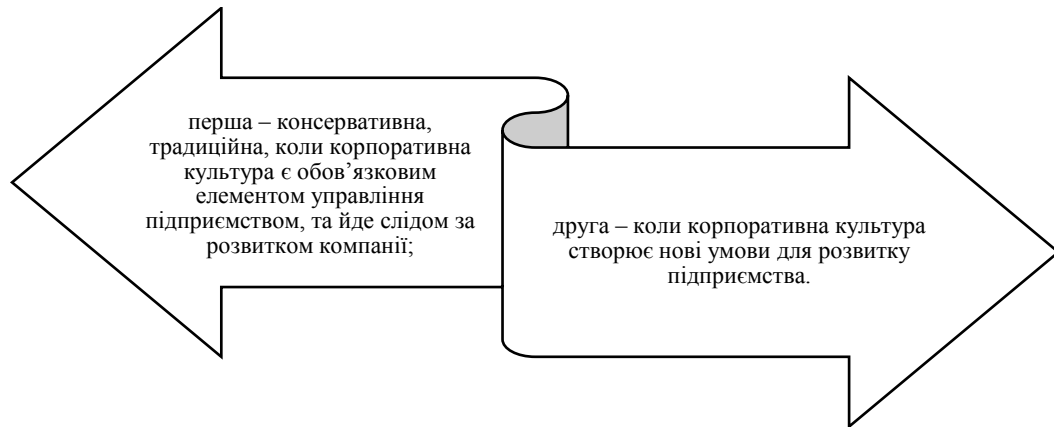 перша – консервативна,
традиційна, коли корпоративна
культура є обов’язковим
елементом управління
підприємством, та йде слідом за
розвитком компанії;
друга – коли корпоративна культура
створює нові умови для розвитку
підприємства.